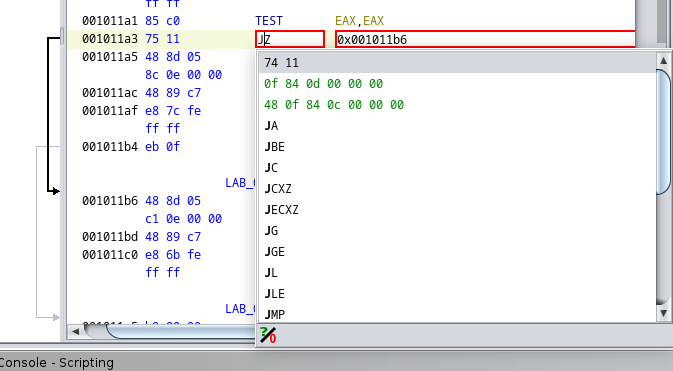 ff ff
001011a1 85 c0 TEST EAX,EAX
001011a3 75 11 JZ 0x001011b6
001011a5 48 8d 05
8c 0e 00 00
001011ac 48 89 c7
001011af e8 7c fe
ff ff
001011b4 eb 0f
LAB_
001011b6 48 8d 05
c1 0e 00 00
001011bd 48 89 c7
001011c0 e8 6b fe
ff ff
LAB_
74 11
0f 84 0d 00 00 00
48 0f 84 0c 00 00 00
JA
JBE
JC
JCXZ
JECXZ
JG
JGE
JL
JLE
JMP
Console - Scripting